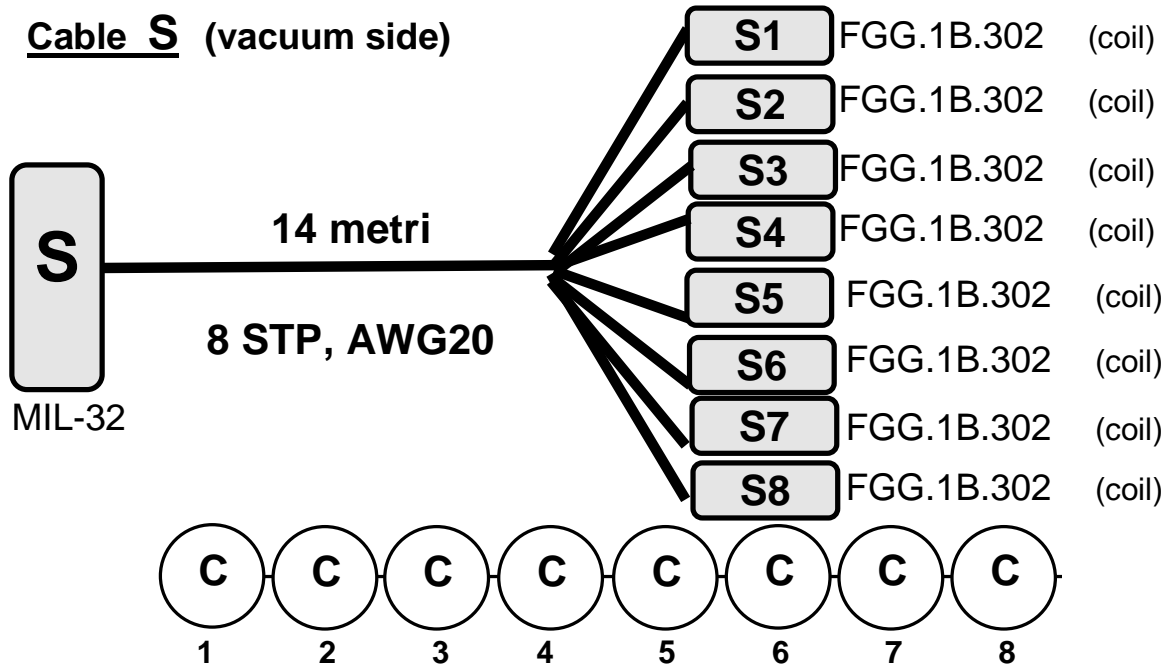 Cable S (vacuum side)
S1 FGG.1B.302 (coil)
S2 FGG.1B.302 (coil)
S3 FGG.1B.302 (coil)
S4 FGG.1B.302 (coil)
S5 FGG.1B.302 (coil)
S6 FGG.1B.302 (coil)
S7 FGG.1B.302 (coil)
S8 FGG.1B.302 (coil)
S
MIL-32
14 metri
8 STP, AWG20
C C C C C C C C
1 2 3 4 5 6 7 8